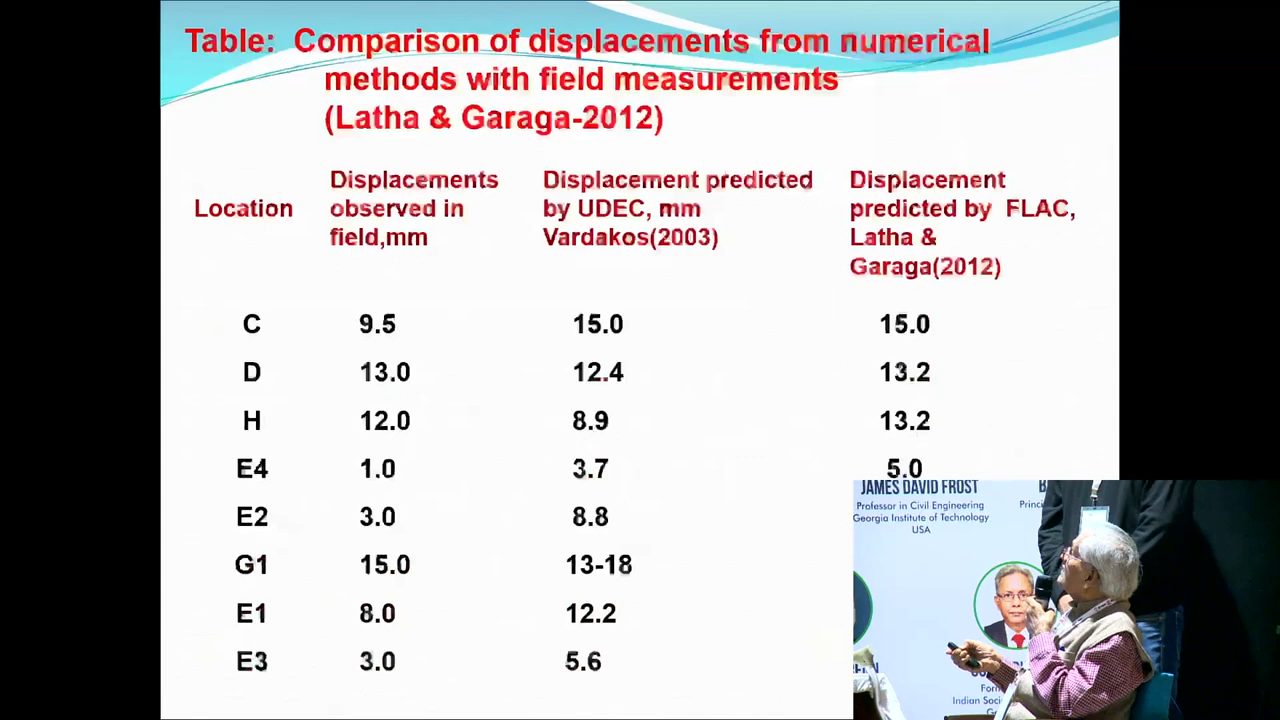 Table: Comparison of displacements from numerical
methods with field measurements
(Latha & Garaga-2012)
Location
Displacements
observed in
field,mm
Displacement predicted
by UDEC, mm
Vardakos(2003)
Displacement
predicted by FLAC,
Latha &
Garaga(2012)
C 9.5 15.0 15.0
D 13.0 12.4 13.2
H 12.0 8.9 13.2
E4 1.0 3.7 5.0
E2 3.0 8.8
G1 15.0 13-18
E1 8.0 12.2
E3 3.0 5.6
JAMES DAVID FROST
Professor in Civil Engineering
Georgia Institute of Technology
USA
Indian